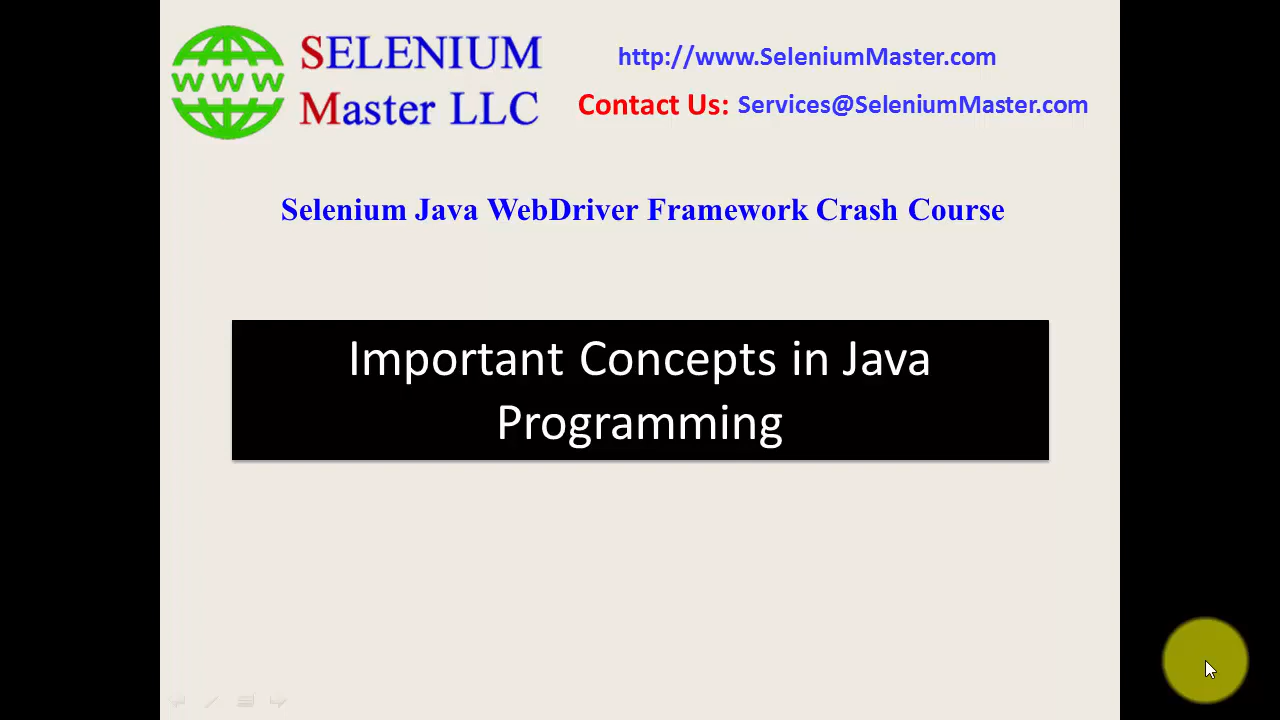 WWW
SELENIUM
Master LLC
http://www.SeleniumMaster.com
Contact Us: Services@SeleniumMaster.com
Selenium Java WebDriver Framework Crash Course
Important Concepts in Java
Programming